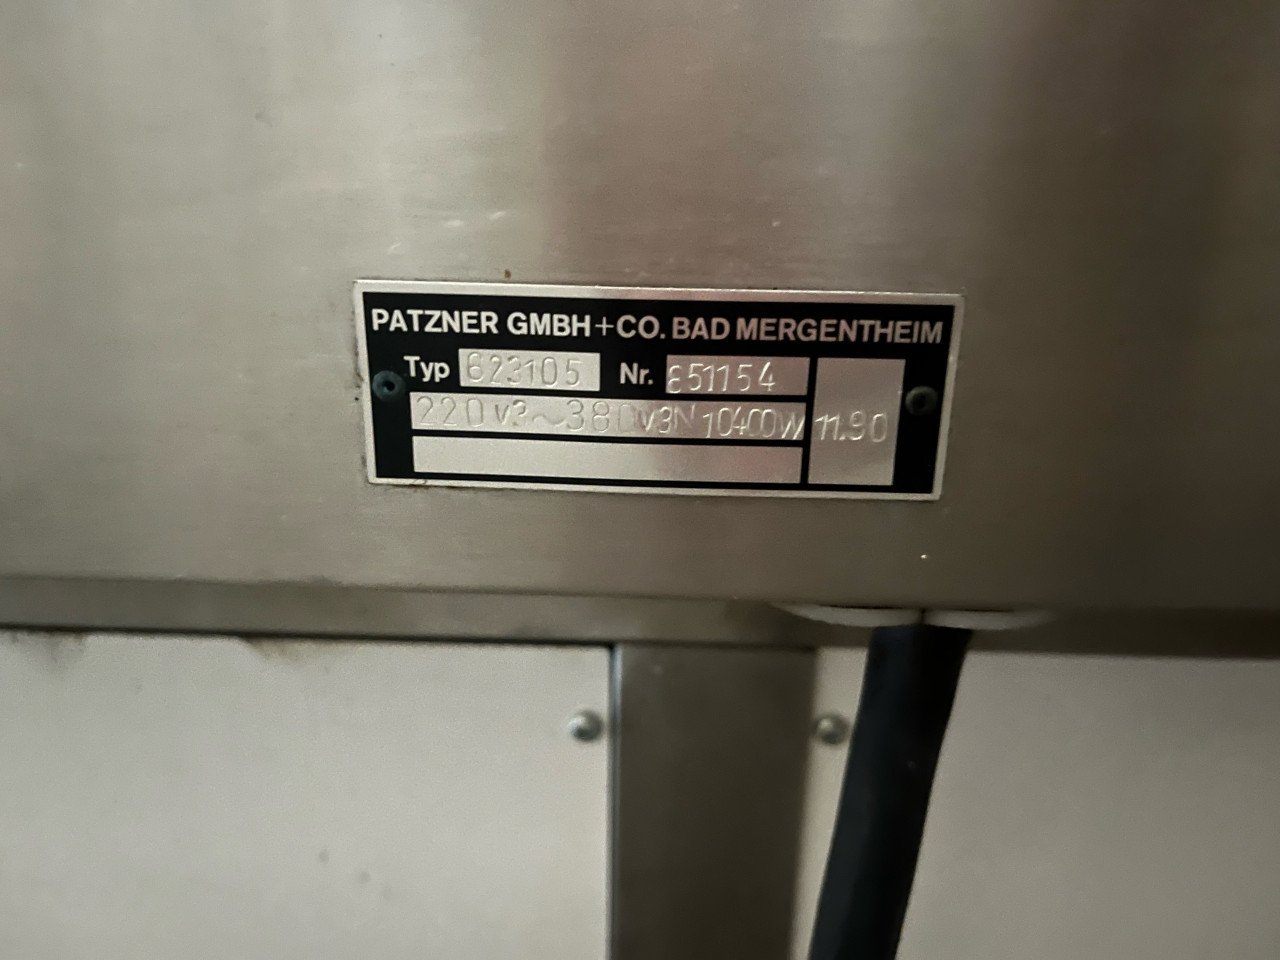 PATZNER GMBH+CO. BAD MERGENTHEIM
Typ 623105 Nr. 651154
220V3~380V3N 10400W 11.90